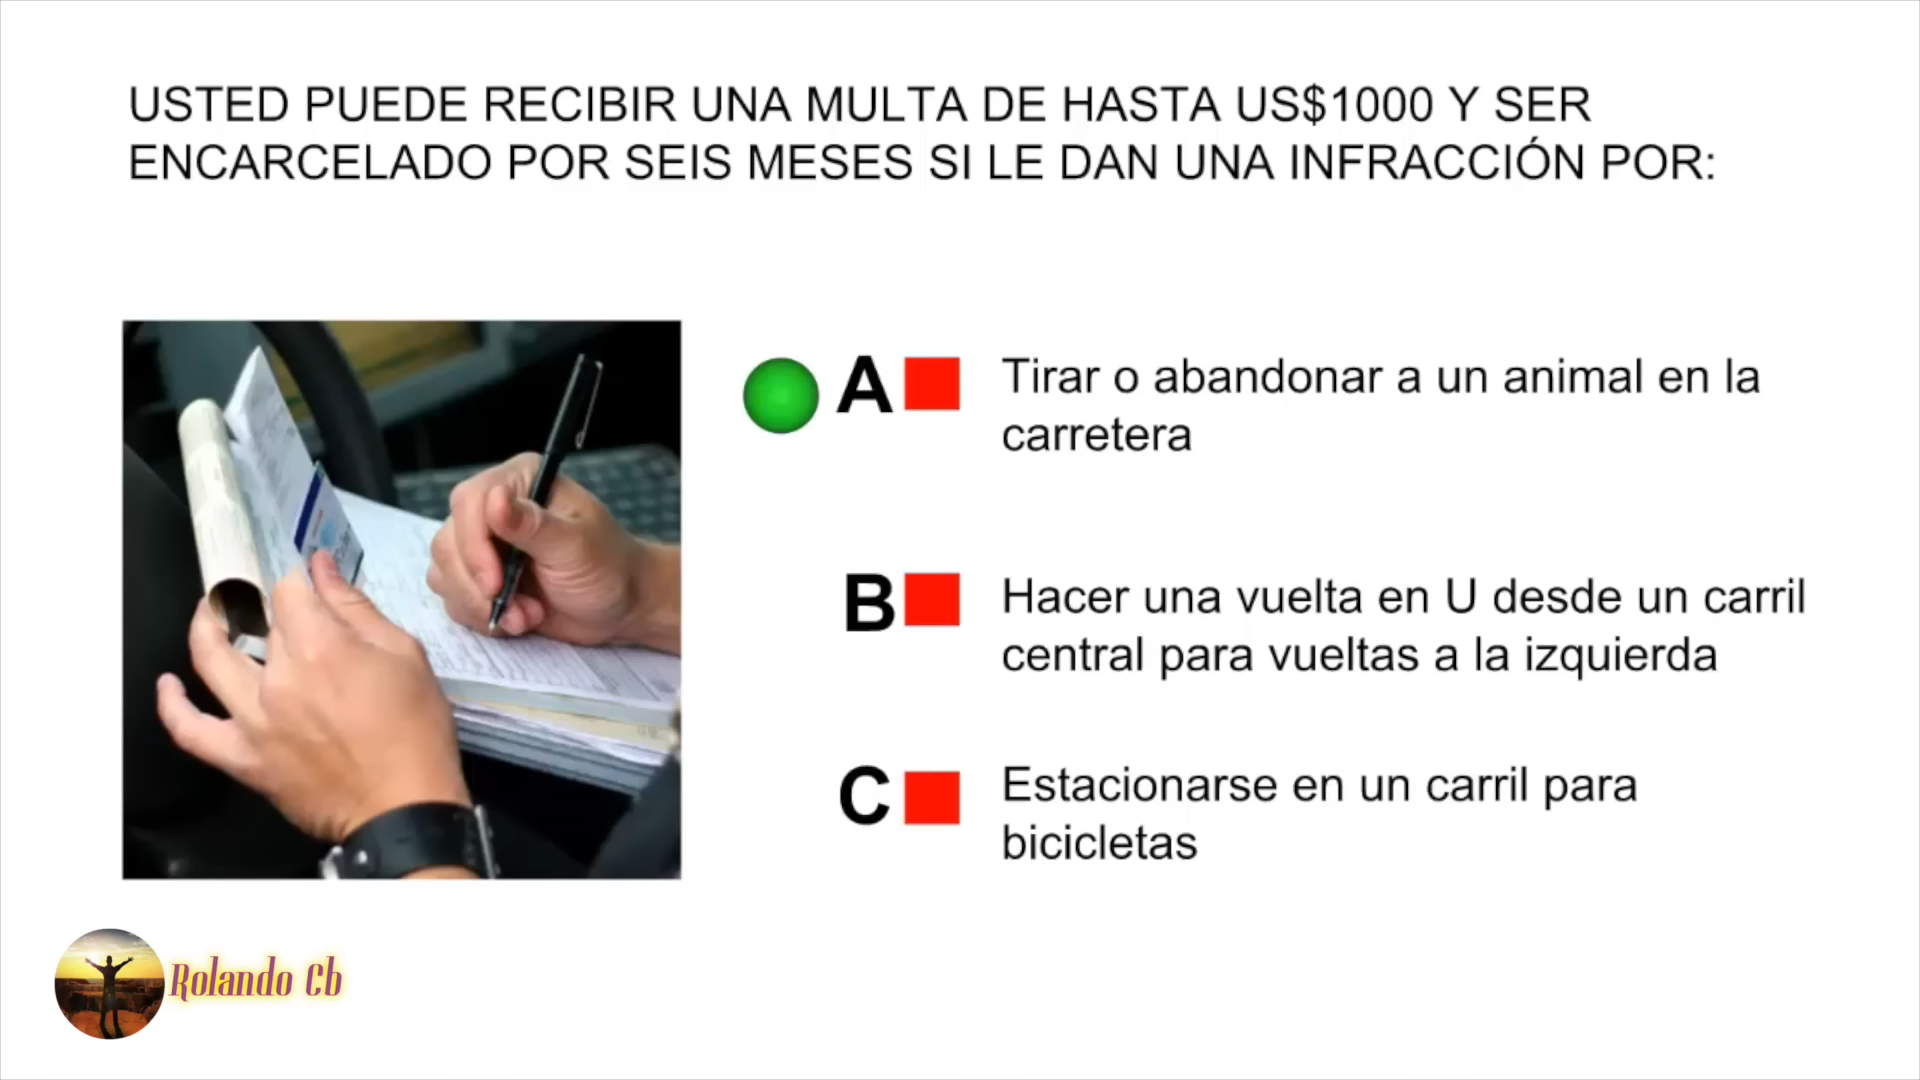 USTED PUEDE RECIBIR UNA MULTA DE HASTA US$1000 Y SER
ENCARCELADO POR SEIS MESES SI LE DAN UNA INFRACCIÓN POR:
A Tirar o abandonar a un animal en la
carretera
B Hacer una vuelta en U desde un carril
central para vueltas a la izquierda
C Estacionarse en un carril para
bicicletas
Rolando Cb